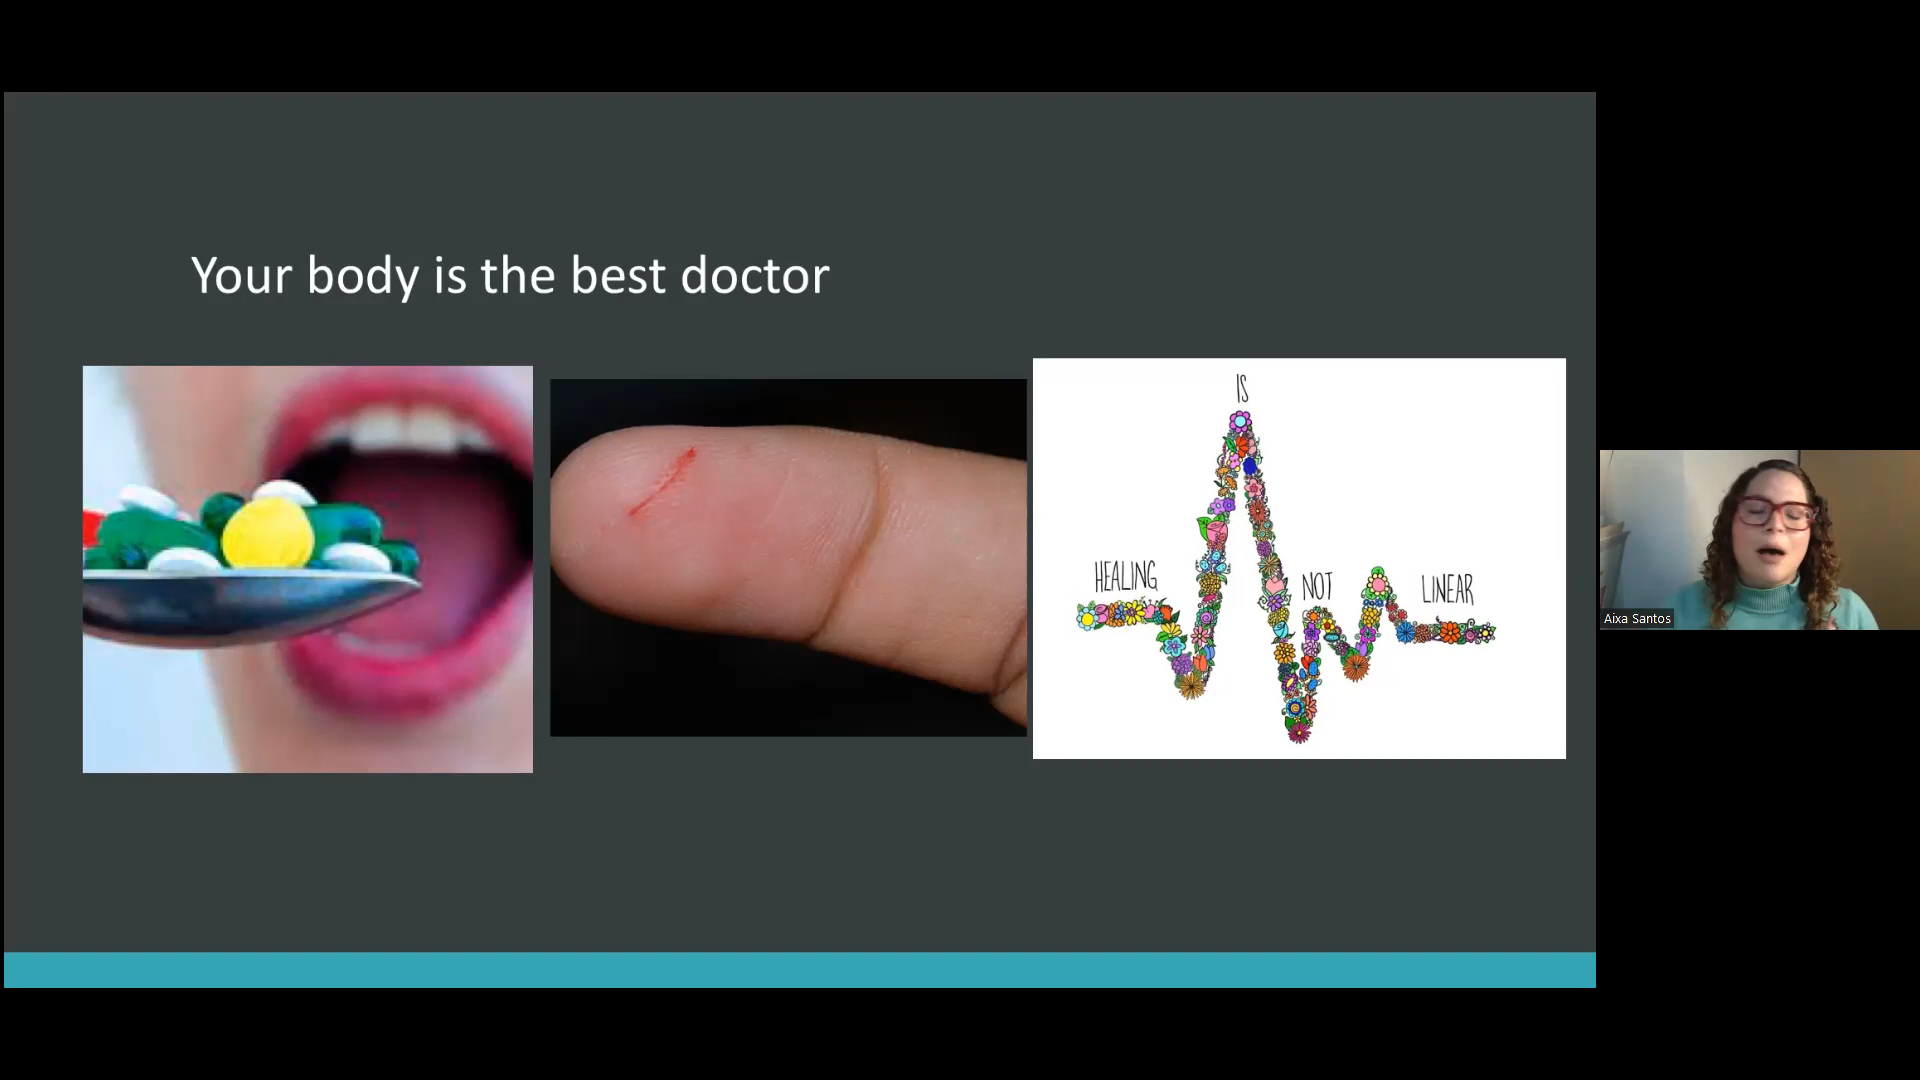 Your body is the best doctor
IS
HEALING
NOT
LINEAR
Aixa Santos